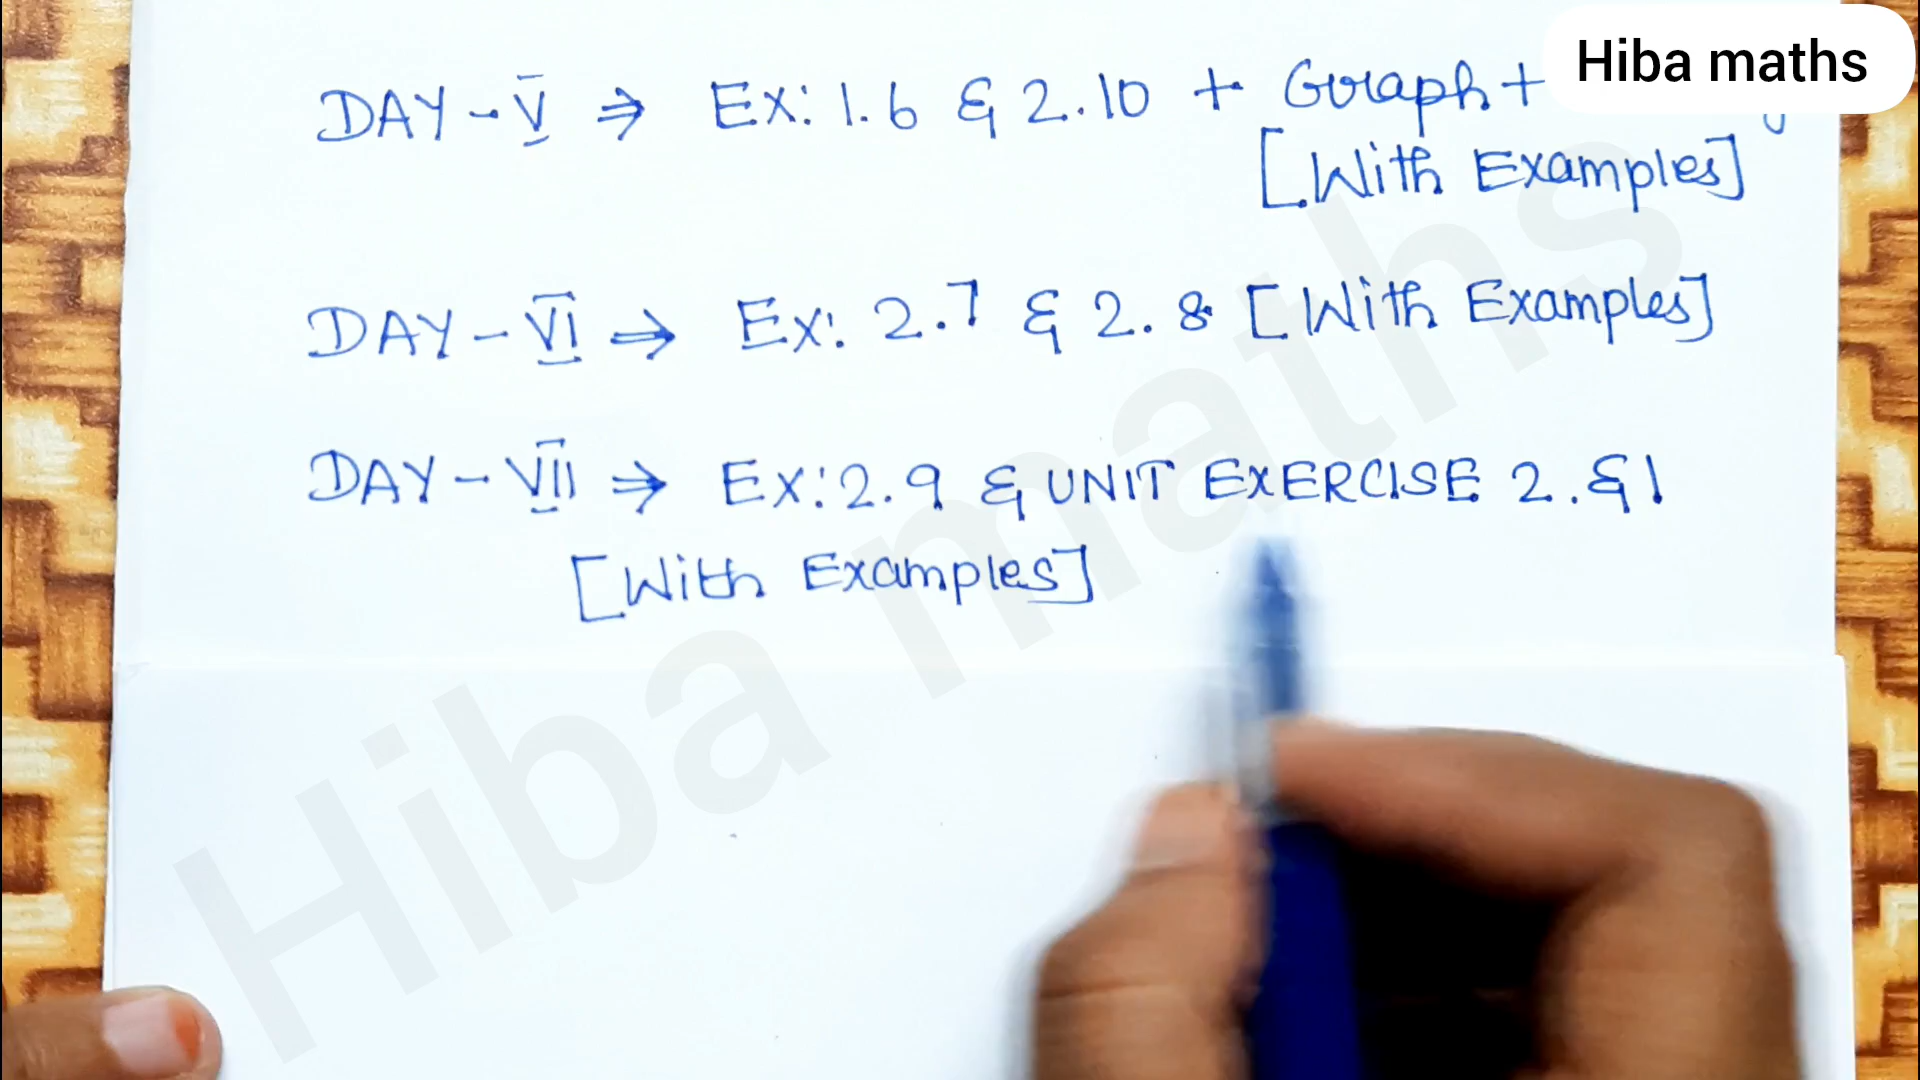 Hiba maths
DAY - V ⇒ Ex: 1.6 & 2.10 + Graph +
[With Examples]
DAY - VI ⇒ Ex: 2.7 & 2.8 [With Examples]
DAY - VII ⇒ Ex: 2.9 & UNIT EXERCISE 2. & 1
[With Examples]
Hiba maths